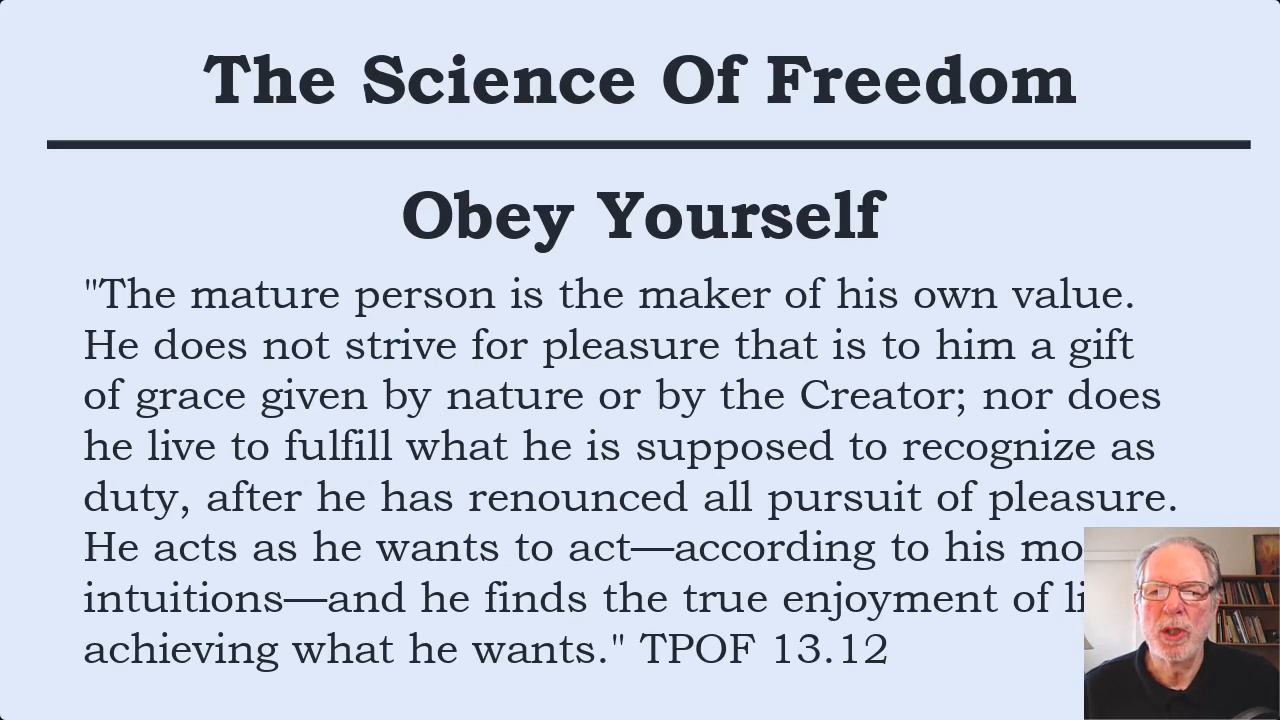 The Science Of Freedom
Obey Yourself
"The mature person is the maker of his own value.
He does not strive for pleasure that is to him a gift
of grace given by nature or by the Creator; nor does
he live to fulfill what he is supposed to recognize as
duty, after he has renounced all pursuit of pleasure.
He acts as he wants to act—according to his
intuitions—and he finds the true enjoyment of
achieving what he wants." TPOF 13.12